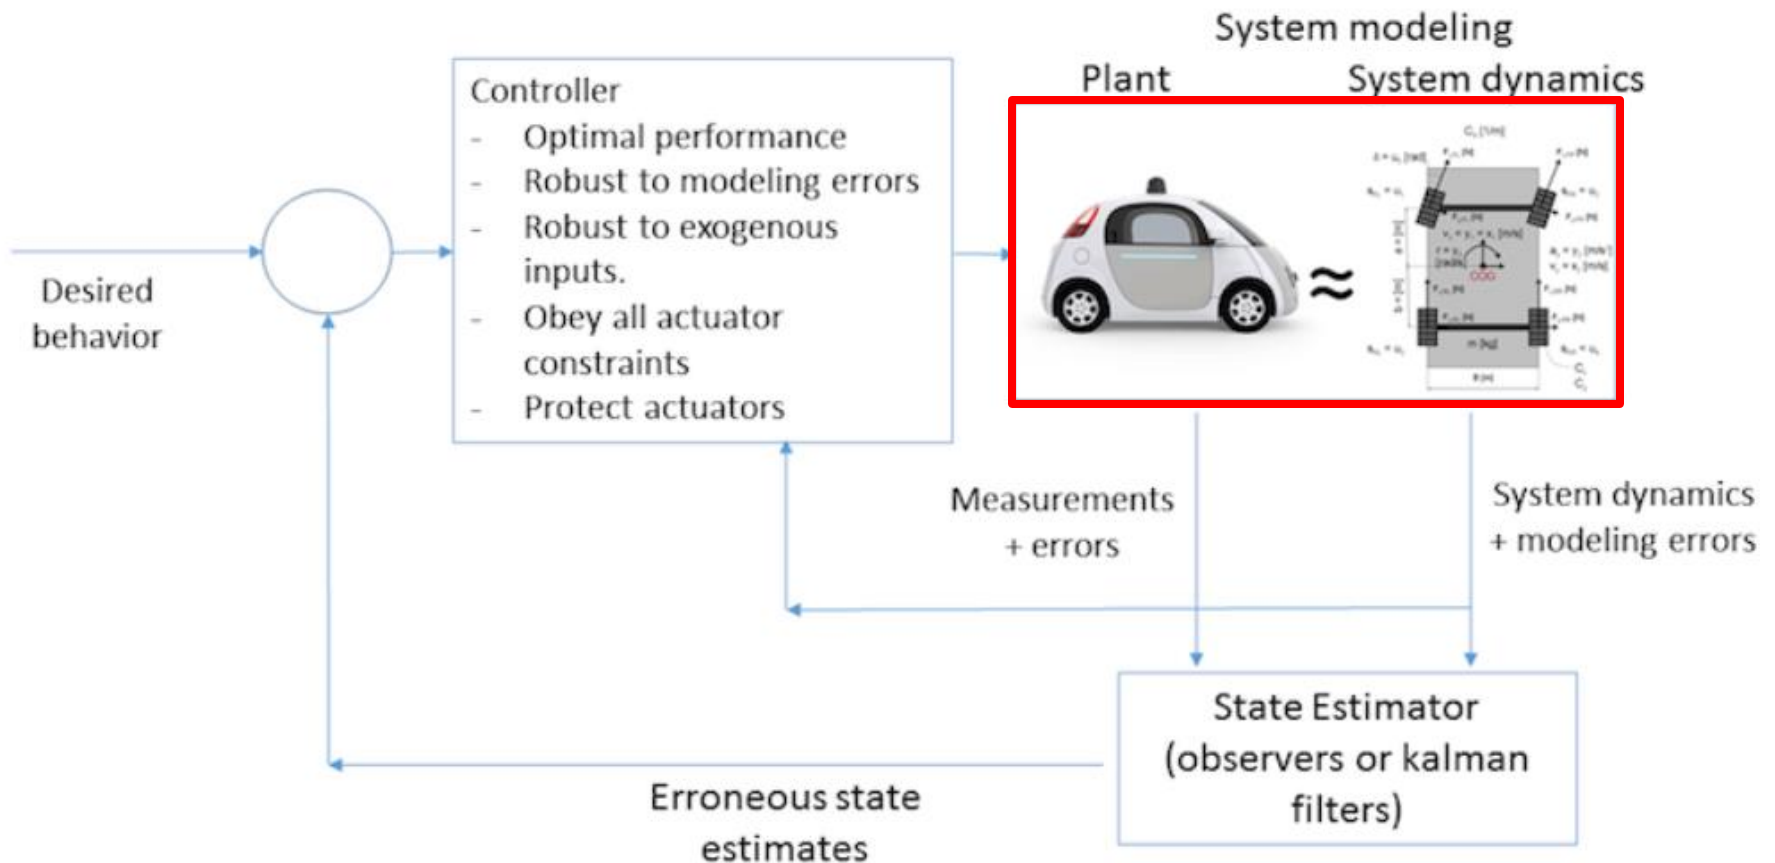 System modeling
Plant
System dynamics
Controller
- Optimal performance
- Robust to modeling errors
- Robust to exogenous
inputs.
- Obey all actuator
constraints
- Protect actuators
Desired
behavior
≈
COG
m [kg]
Measurements
+ errors
System dynamics
+ modeling errors
State Estimator
(observers or kalman
filters)
Erroneous state
estimates